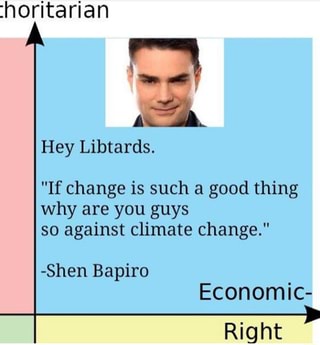 thoritarian
Hey Libtards.
"If change is such a good thing
why are you guys
so against climate change."
-Shen Bapiro
Economic-
Right